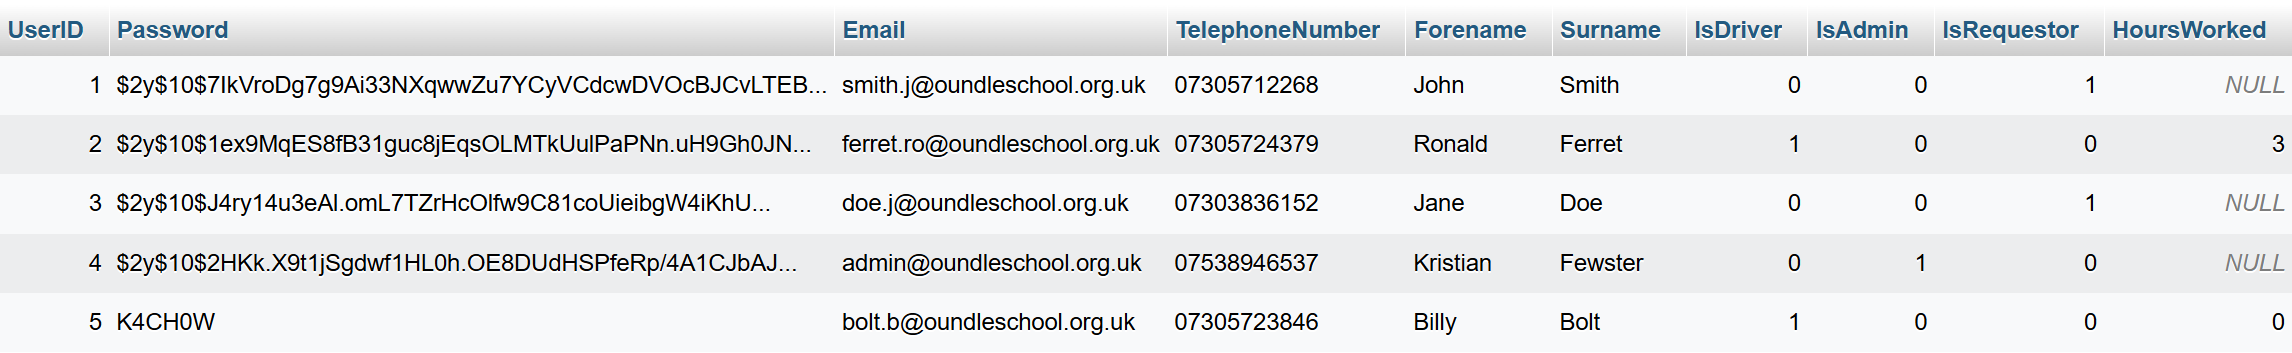 UserID Password Email TelephoneNumber Forename Surname IsDriver IsAdmin IsRequestor HoursWorked
1 $2y$10$7IkVroDg7g9Ai33NXqwwZu7YCyVCdcwDVOcBJCvLTEB... smith.j@oundleschool.org.uk 07305712268 John Smith 0 0 1 NULL
2 $2y$10$1ex9MqES8fB31guc8jEqsOLMTkUulPaPNn.uH9Gh0JN... ferret.ro@oundleschool.org.uk 07305724379 Ronald Ferret 1 0 0 3
3 $2y$10$J4ry14u3eAl.omL7TZrHcOlfw9C81coUieibgW4iKhU... doe.j@oundleschool.org.uk 07303836152 Jane Doe 0 0 1 NULL
4 $2y$10$2HKk.X9t1jSgdwf1HL0h.OE8DUdHSPfeRp/4A1CJbAJ... admin@oundleschool.org.uk 07538946537 Kristian Fewster 0 1 0 NULL
5 K4CH0W bolt.b@oundleschool.org.uk 07305723846 Billy Bolt 1 0 0 0